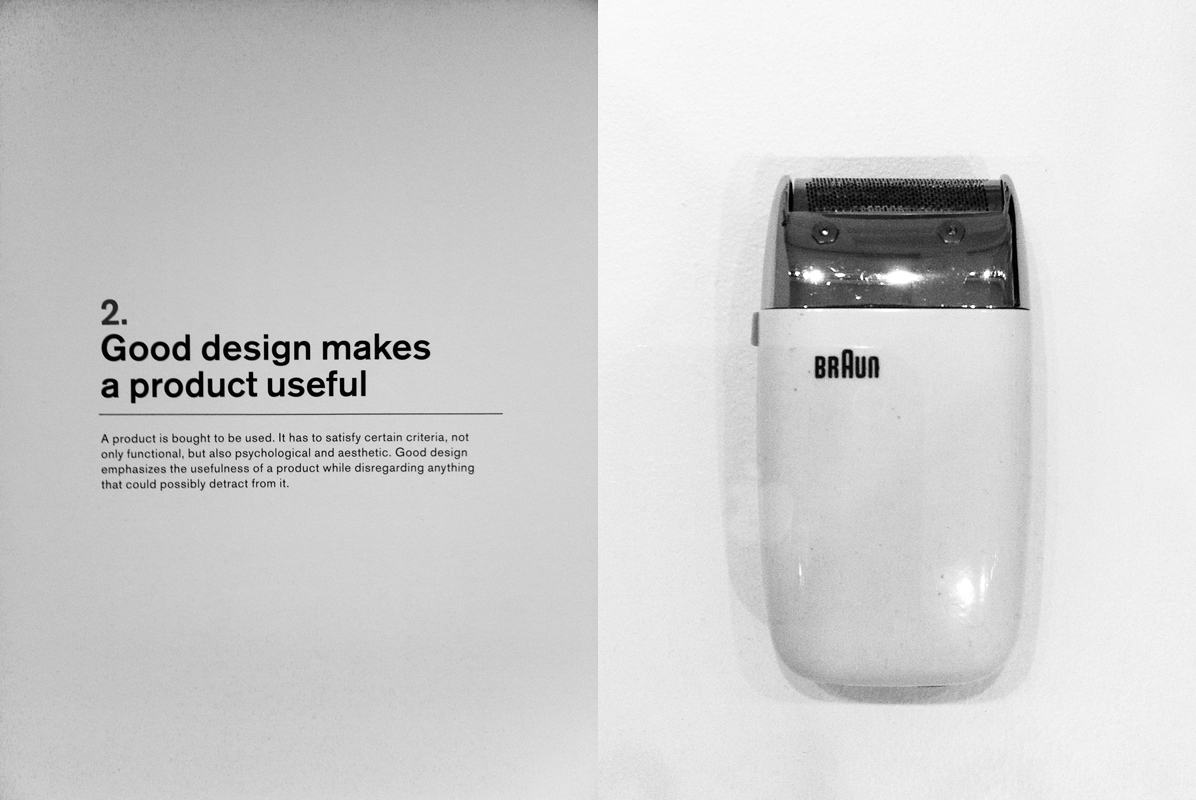 2.
Good design makes
a product useful
A product is bought to be used. It has to satisfy certain criteria, not
only functional, but also psychological and aesthetic. Good design
emphasizes the usefulness of a product while disregarding anything
that could possibly detract from it.
BRAUN